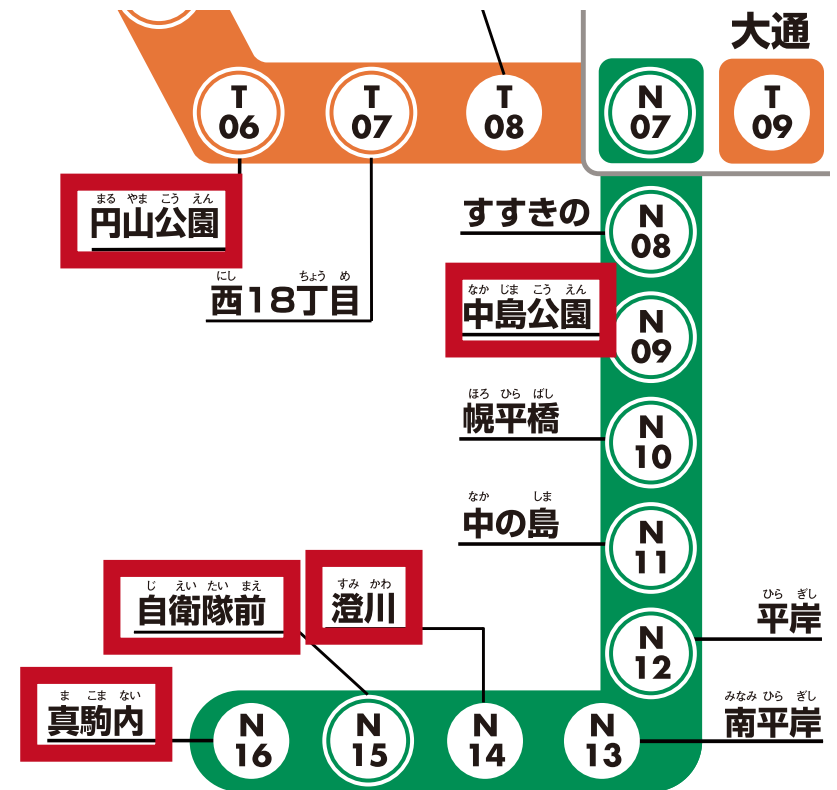 大通
T
06
T
07
T
08
N
07
T
09
まる やま こう えん
円山公園
にし ちょう め
西18丁目
すすきの
N
08
なか じま こう えん
中島公園
N
09
ほろ ひら ばし
幌平橋
N
10
なか しま
中の島
N
11
ひら ぎし
平岸
N
12
じ えい たい まえ
自衛隊前
すみ かわ
澄川
ま こま ない
真駒内
みなみ ひら ぎし
南平岸
N
16
N
15
N
14
N
13